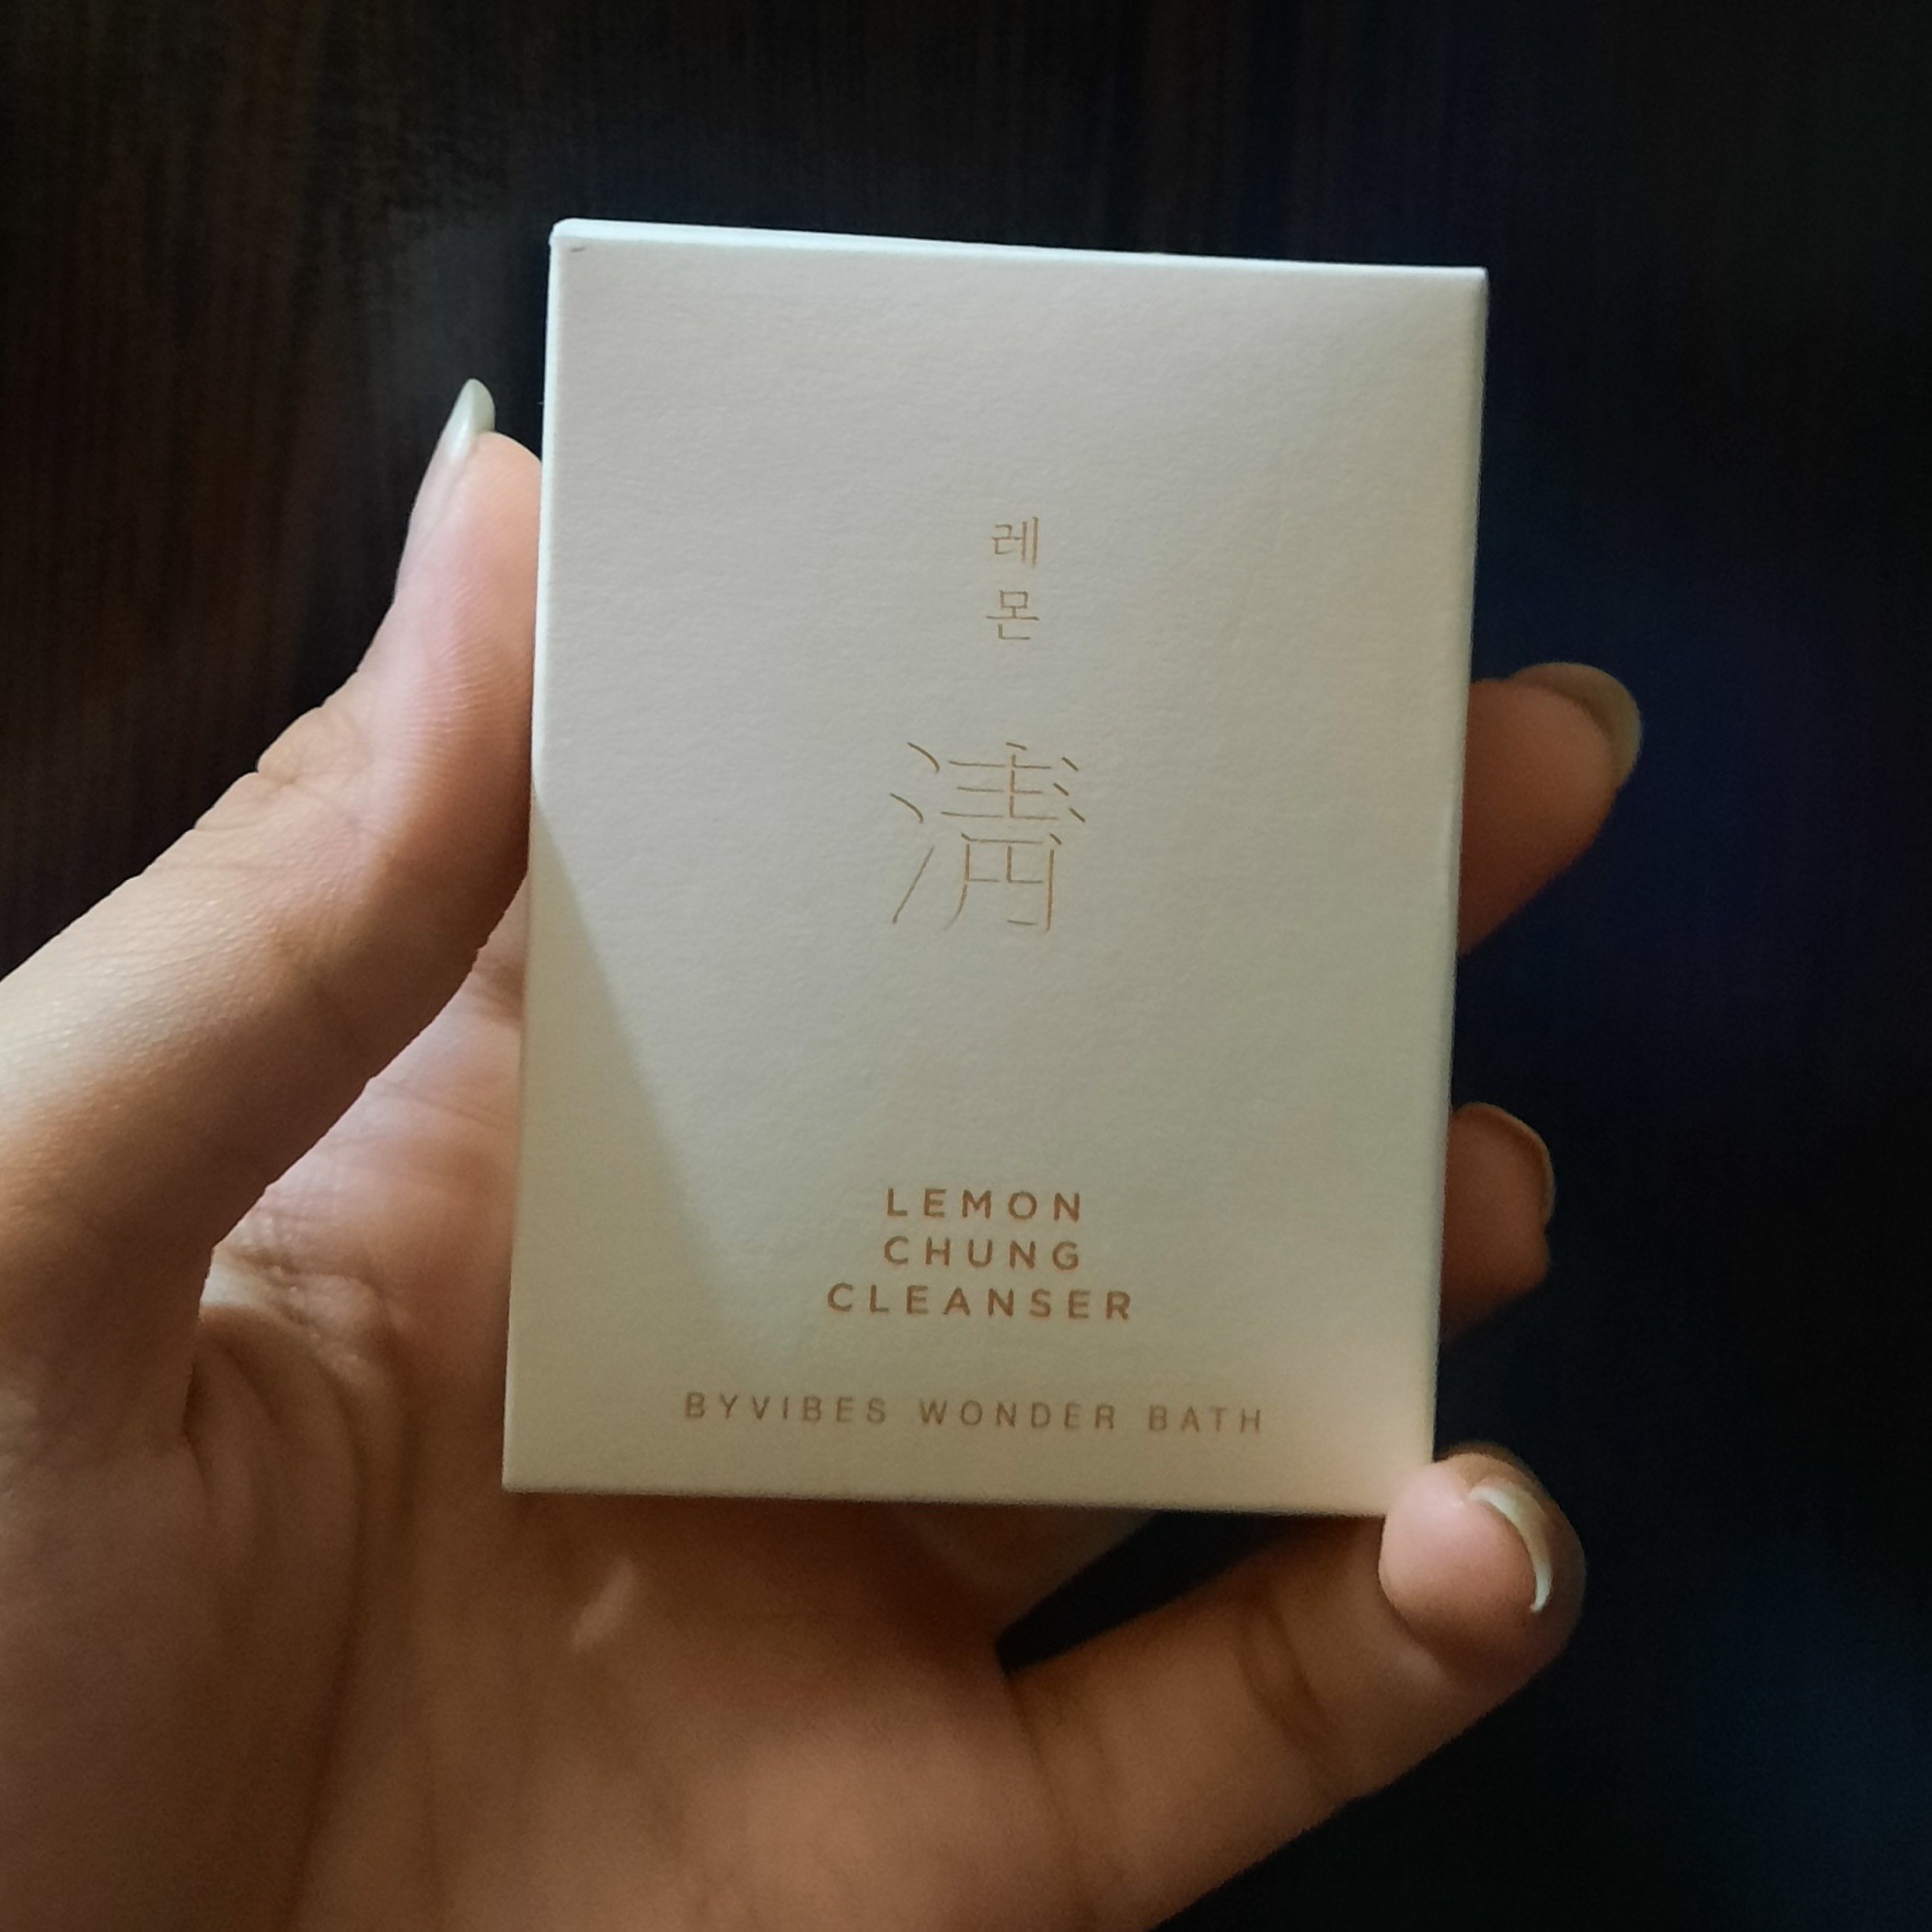 레
몬
淸
LEMON
CHUNG
CLEANSER
BYVIBES WONDER BATH